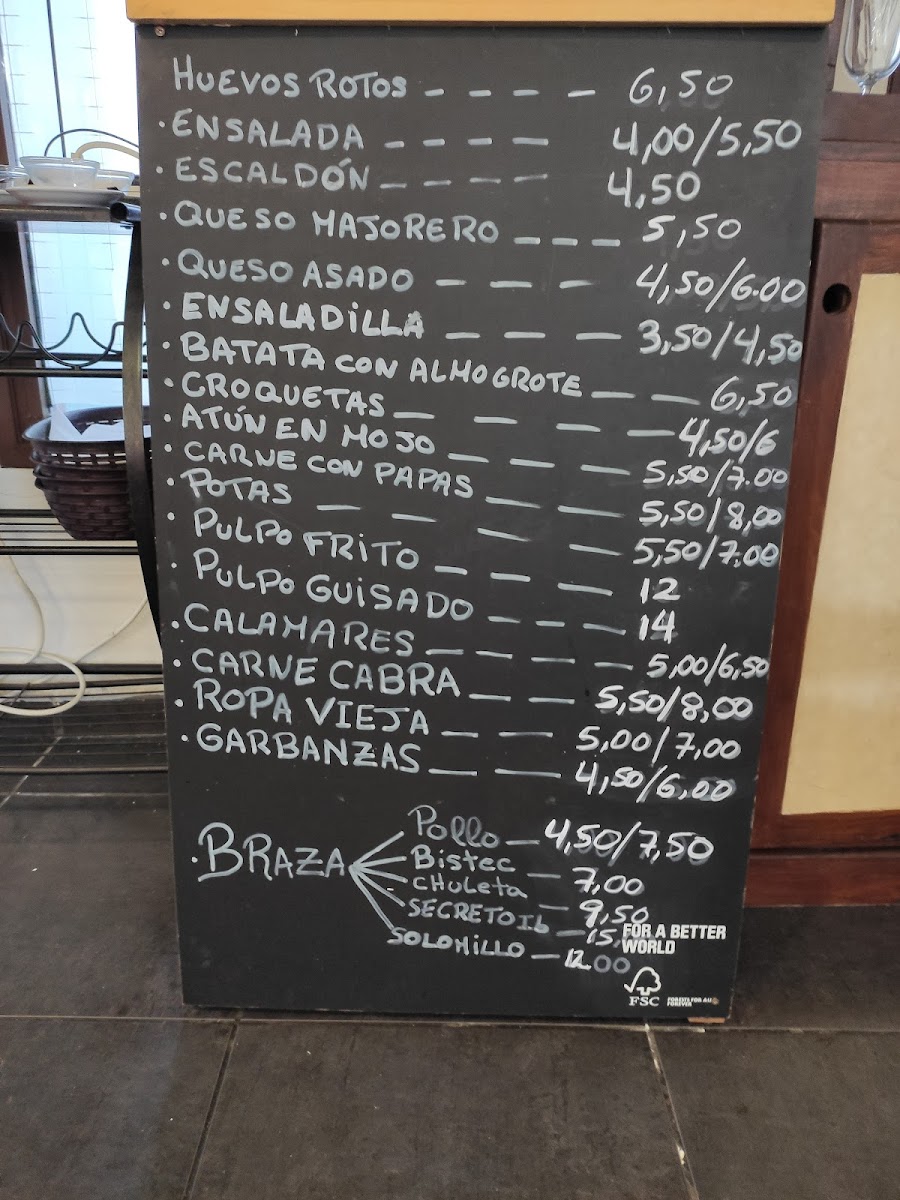 HUEVOS ROTOS - - - - 6,50
· ENSALADA - - - - 4,00/5,50
· ESCALDÓN - - - - 4,50
· QUESO MAJORERO - - - 5,50
· QUESO ASADO - - - 4,50/6.00
· ENSALADiLLA - - - 3,50/4,50
· BATATA CON ALMOGROTE - - 6,50
· CROQUETAS - - - - 4,50/6
· ATÚN EN MOJO - - - - 5,50/7.00
· CARNE CON PAPAS - - - 5,50/8,00
· POTAS - - - - 5,50/7.00
· PULPO FRITO - - - 12
· PULPO GUISADO - - - 14
· CALAMARES - - - - 5,00/6,50
· CARNE CABRA - - - 5,50/8,00
· ROPA VIEJA - - - 5,00/7,00
· GARBANZAS - - 4,50/6,00
· BRAZA
Pollo - 4,50/7,50
Bistec - 7,00
CHULETA - 9,50
SECRETO Ib - 15,
SOLOMILLO - 12.00
FOR A BETTER
WORLD
FSC
FORESTS FOR ALL
FOREVER